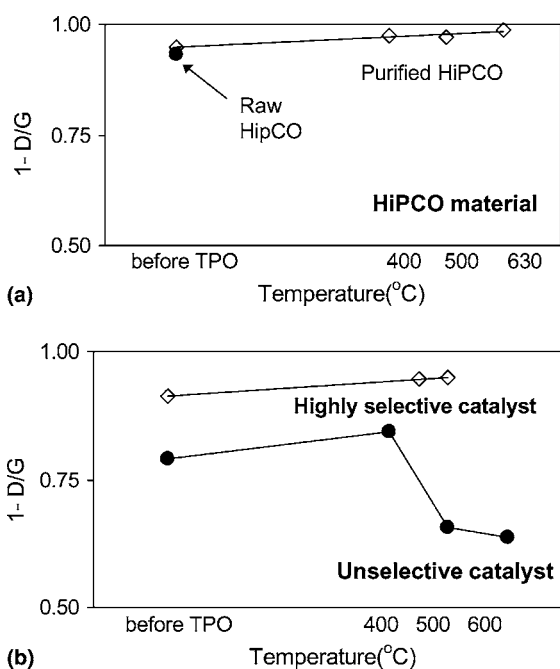 1.00
0.75
0.50
1- D/G
Raw
HipCO
Purified HiPCO
HiPCO material
before TPO 400 500 630
(a)
Temperature(°C)
1.00
0.75
0.50
1- D/G
Highly selective catalyst
Unselective catalyst
before TPO 400 500 600
(b)
Temperature(°C)